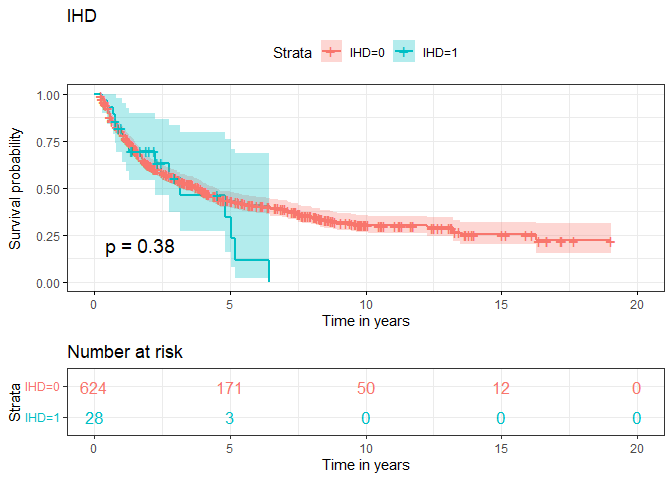 IHD
Strata IHD=0 IHD=1
Survival probability
1.00
0.75
0.50
0.25
0.00
p = 0.38
0 5 10 15 20
Time in years
Number at risk
Strata
IHD=0 624 171 50 12 0
IHD=1 28 3 0 0 0
0 5 10 15 20
Time in years